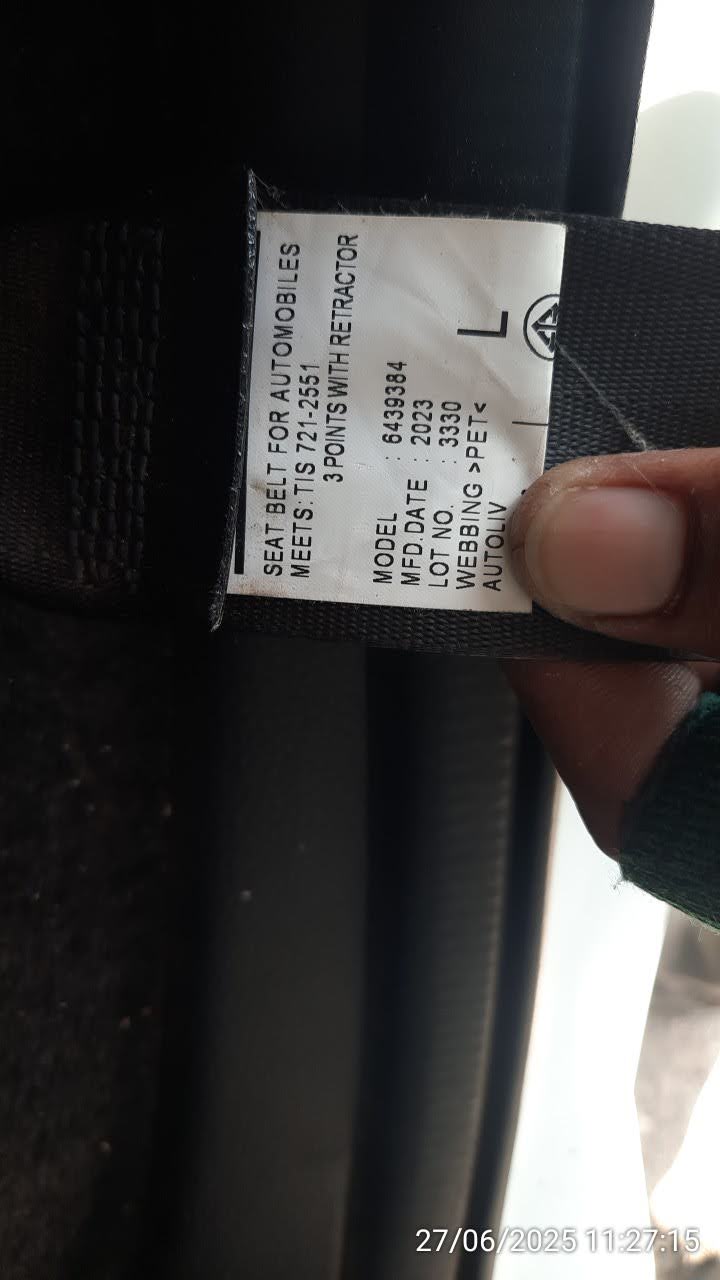 SEAT BELT FOR AUTOMOBILES
MEETS: TIS 721-2551
3 POINTS WITH RETRACTOR
MODEL : 6439384
MFD.DATE : 2023
LOT NO. : 3330
WEBBING >PET<
AUTOLIV
L
27/06/2025 11:27:15